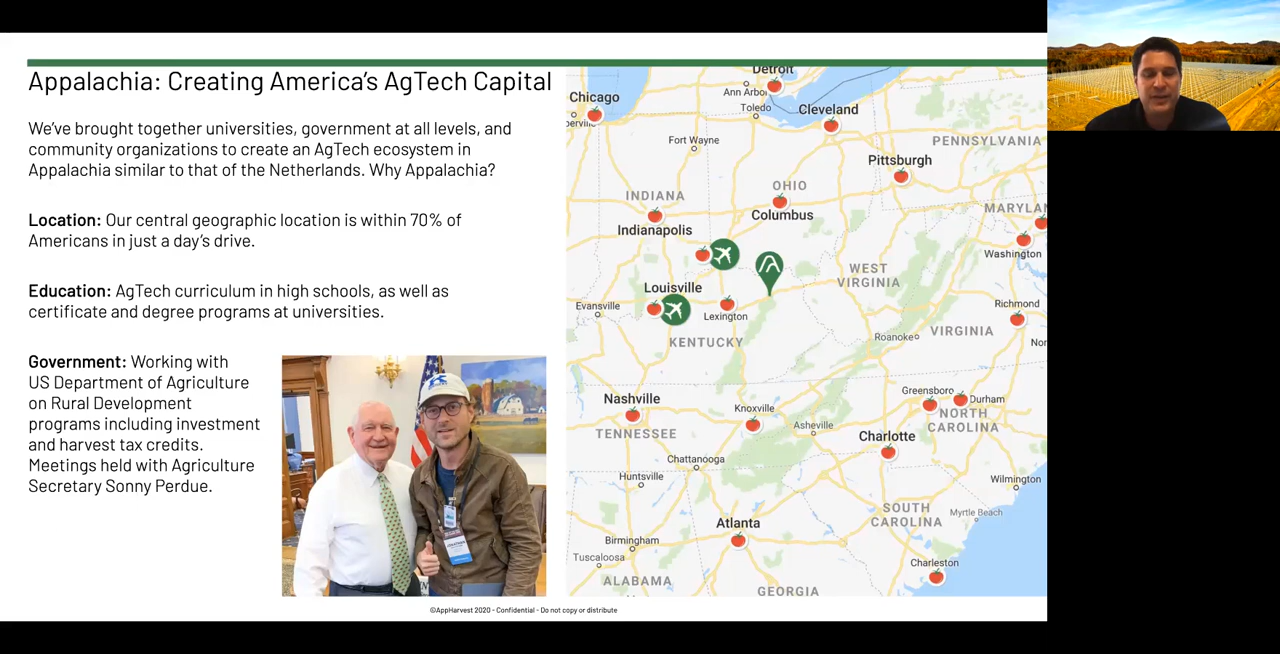 Appalachia: Creating America's AgTech Capital
We've brought together universities, government at all levels, and
community organizations to create an AgTech ecosystem in
Appalachia similar to that of the Netherlands. Why Appalachia?
Location: Our central geographic location is within 70% of
Americans in just a day's drive.
Education: AgTech curriculum in high schools, as well as
certificate and degree programs at universities.
Government: Working with
US Department of Agriculture
on Rural Development
programs including investment
and harvest tax credits.
Meetings held with Agriculture
Secretary Sonny Perdue.
Detroit
Ann Arbor
Chicago
Toledo
Cleveland
Fort Wayne
PENNSYLVANIA
Pittsburgh
OHIO
INDIANA
MARYLAN
Columbus
Indianapolis
Washington
WEST
VIRGINIA
Louisville
Evansville
Lexington
Richmond
KENTUCKY
Roanoke
VIRGINIA
Nor
Greensboro
Durham
Nashville
Knoxville
NORTH
CAROLINA
TENNESSEE
Asheville
Charlotte
Chattanooga
Huntsville
Wilmington
SOUTH
CAROLINA
Myrtle Beach
Atlanta
Birmingham
Tuscaloosa
Charleston
ALABAMA
GEORGIA
©AppHarvest 2020 - Confidential - Do not copy or distribute